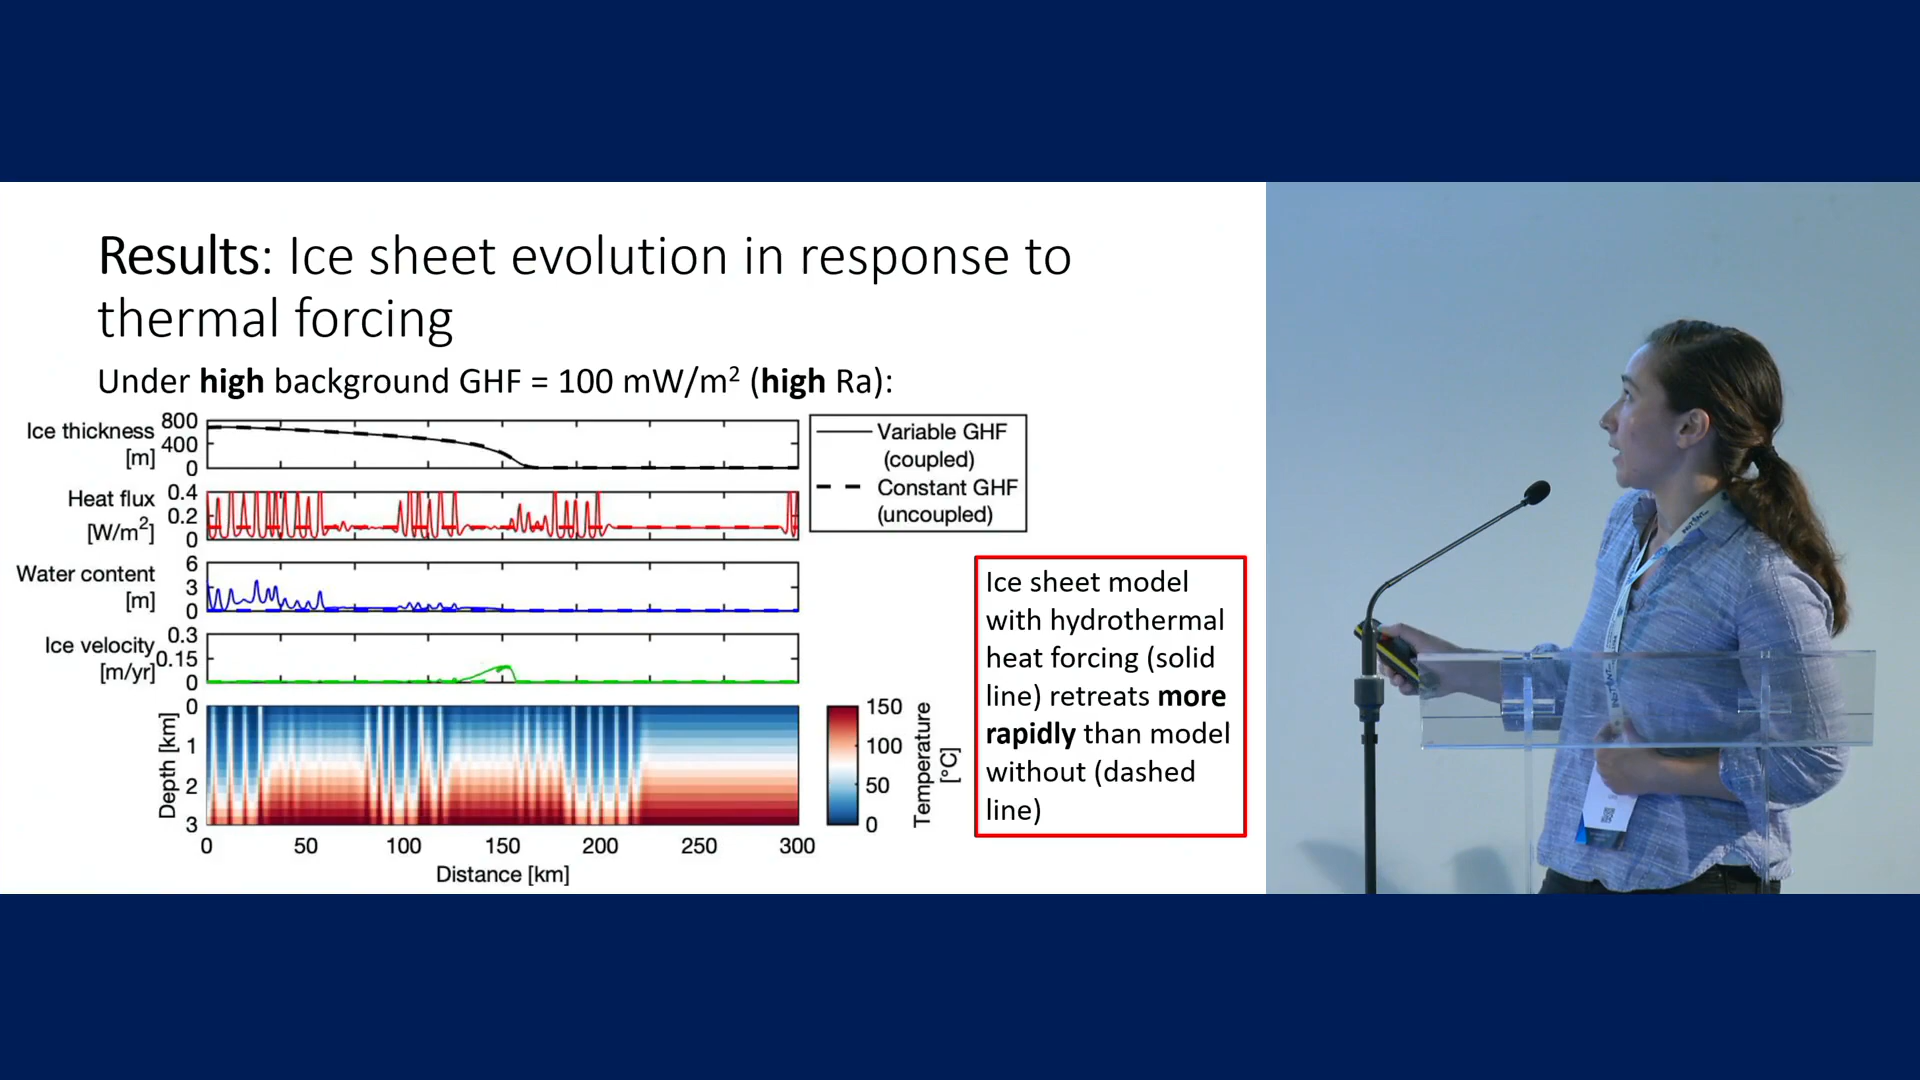 Results: Ice sheet evolution in response to
thermal forcing
Under high background GHF = 100 mW/m² (high Ra):
Ice thickness
[m]
800
400
0
Heat flux
[W/m²]
0.4
0.2
0
Water content
[m]
6
3
0
Ice velocity
[m/yr]
0.3
0.15
0
Depth [km]
0
1
2
3
0 50 100 150 200 250 300
Distance [km]
150
100
50
0
Temperature
[°C]
Variable GHF
(coupled)
Constant GHF
(uncoupled)
Ice sheet model
with hydrothermal
heat forcing (solid
line) retreats more
rapidly than model
without (dashed
line)